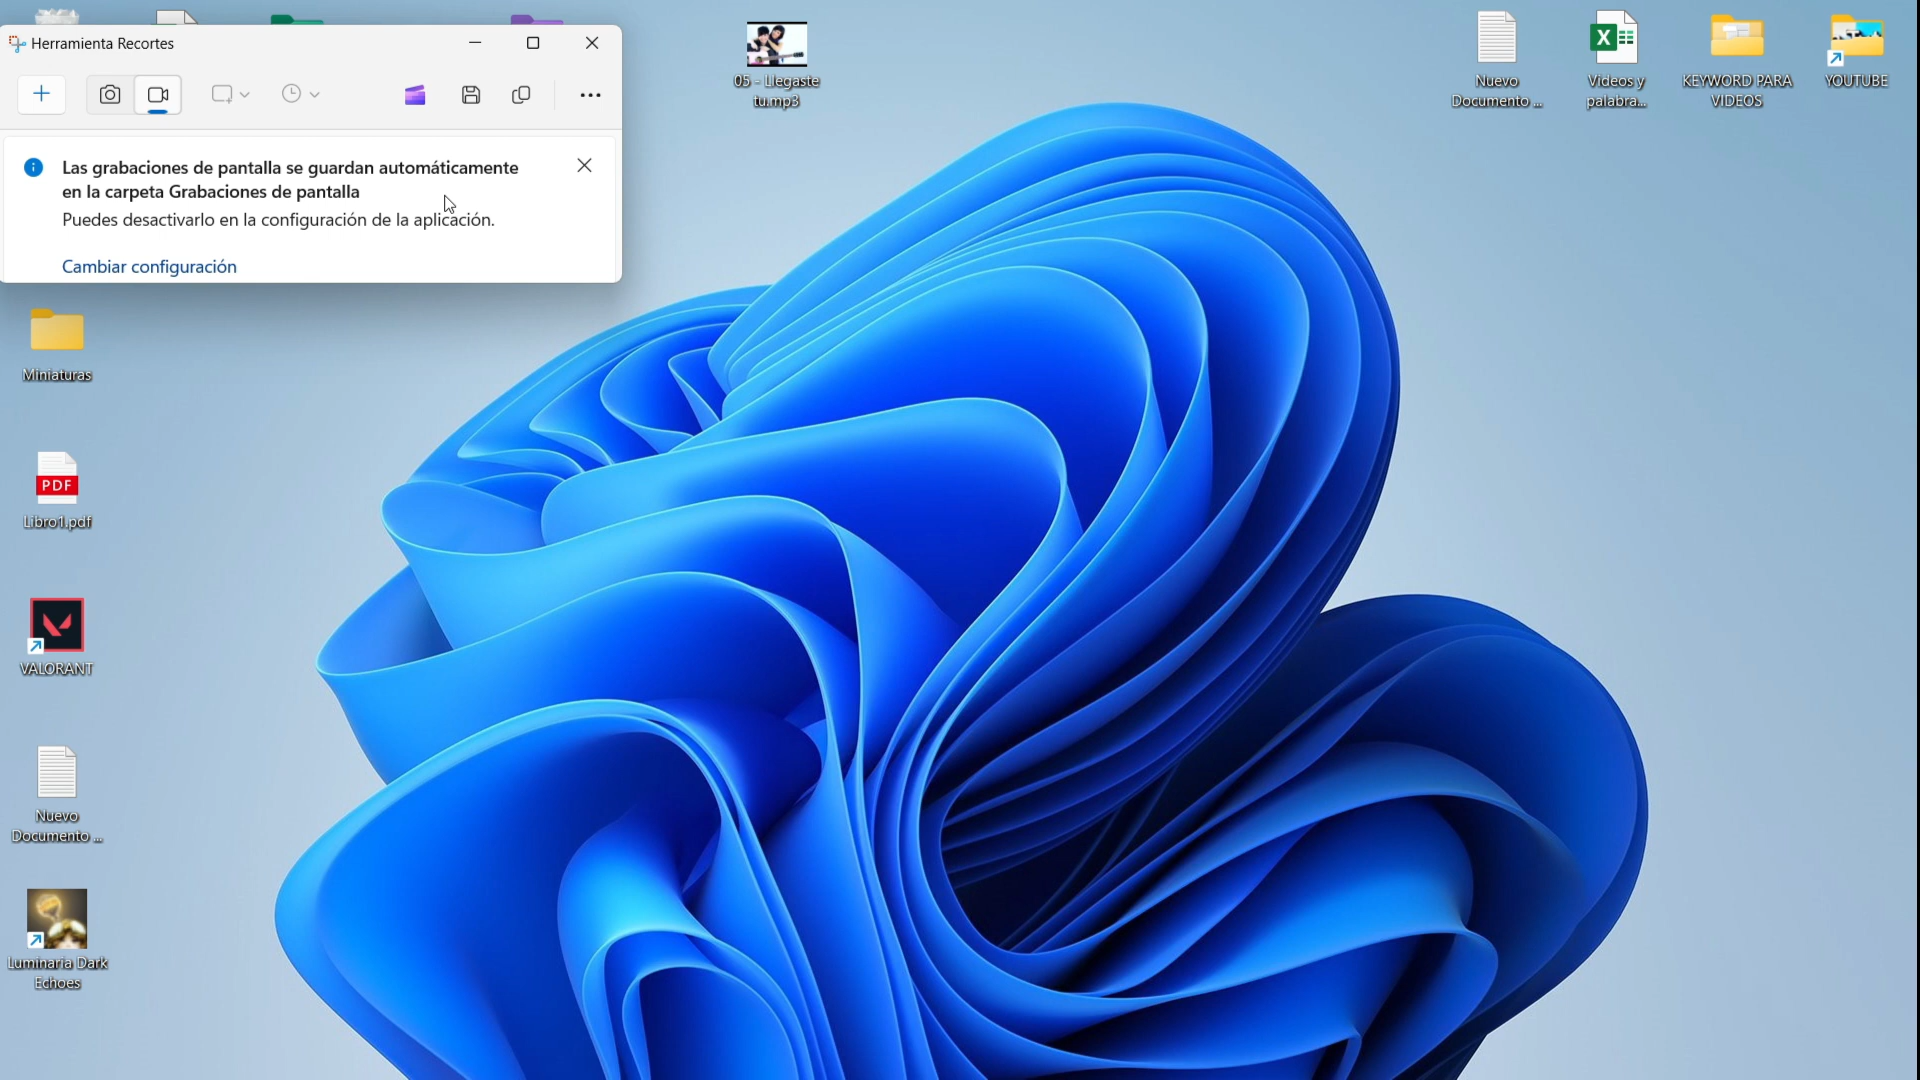 Herramienta Recortes
Las grabaciones de pantalla se guardan automáticamente
en la carpeta Grabaciones de pantalla
Puedes desactivarlo en la configuración de la aplicación.
Cambiar configuración
05 - Llegaste
tu.mp3
Nuevo
Documento ...
Videos y
palabra...
KEYWORD PARA
VIDEOS
YOUTUBE
Miniaturas
PDF
Libro1.pdf
VALORANT
Nuevo
Documento ...
Luminaria Dark
Echoes